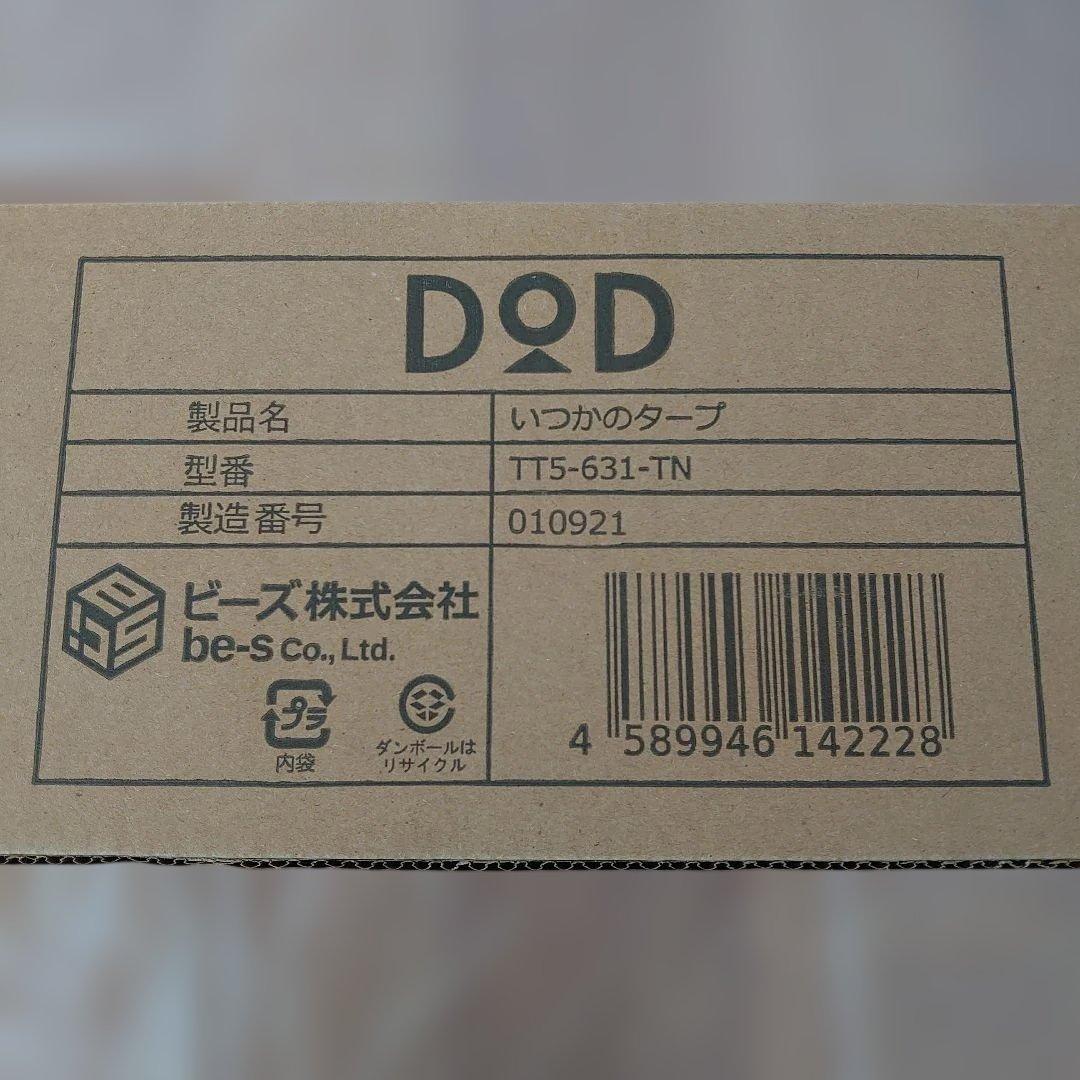 DOD
製品名 いつかのタープ
型番 TT5-631-TN
製造番号 010921
ビーズ株式会社
be-s Co., Ltd.
プラ
内袋
ダンボールは
リサイクル
4 589946 142228